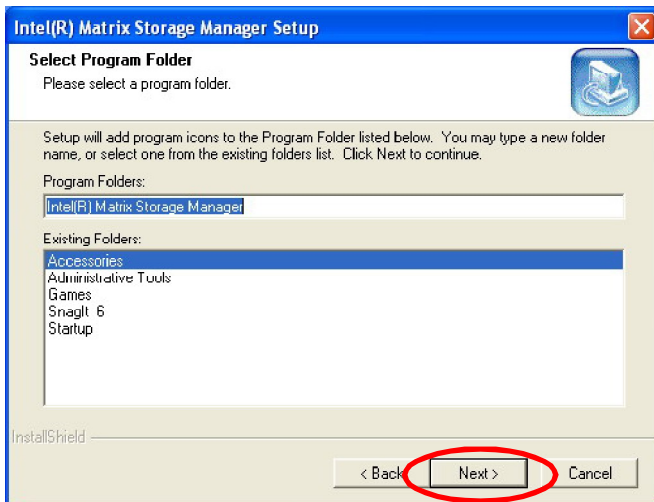 Intel(R) Matrix Storage Manager Setup
Select Program Folder
Please select a program folder.
Setup will add program icons to the Program Folder listed below. You may type a new folder
name, or select one from the existing folders list. Click Next to continue.
Program Folders:
Intel(R) Matrix Storage Manager
Existing Folders:
Accessories
Administrative Tools
Games
SnagIt 6
Startup
InstallShield
< Back
Next >
Cancel